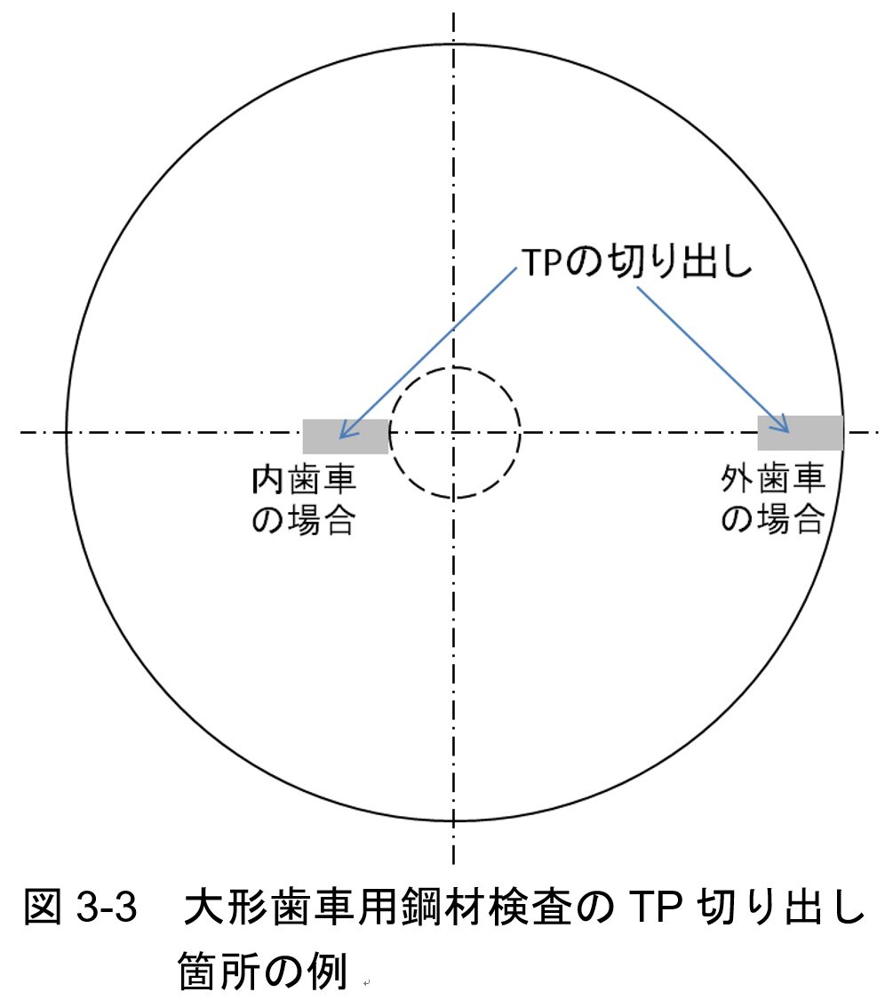 TPの切り出し
内歯車
の場合
外歯車
の場合
図 3-3　大形歯車用鋼材検査の TP 切り出し
箇所の例